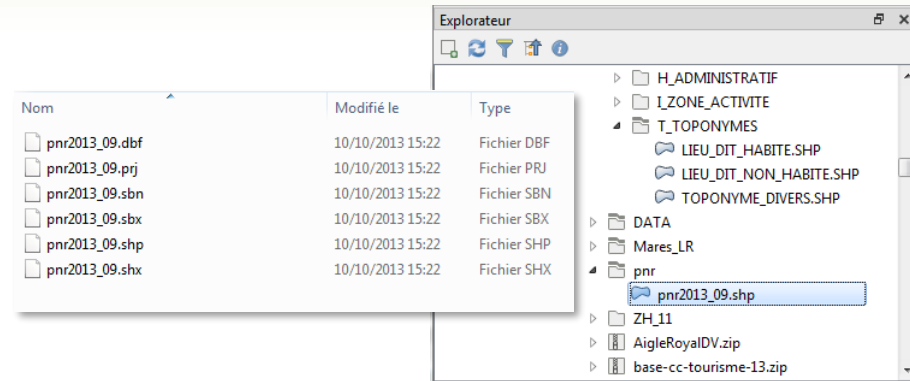 Explorateur
H_ADMINISTRATIF
I_ZONE_ACTIVITE
T_TOPONYMES
LIEU_DIT_HABITE.SHP
LIEU_DIT_NON_HABITE.SHP
TOPONYME_DIVERS.SHP
DATA
Mares_LR
pnr
pnr2013_09.shp
ZH_11
AigleRoyalDV.zip
base-cc-tourisme-13.zip
Nom Modifié le Type
pnr2013_09.dbf 10/10/2013 15:22 Fichier DBF
pnr2013_09.prj 10/10/2013 15:22 Fichier PRJ
pnr2013_09.sbn 10/10/2013 15:22 Fichier SBN
pnr2013_09.sbx 10/10/2013 15:22 Fichier SBX
pnr2013_09.shp 10/10/2013 15:22 Fichier SHP
pnr2013_09.shx 10/10/2013 15:22 Fichier SHX